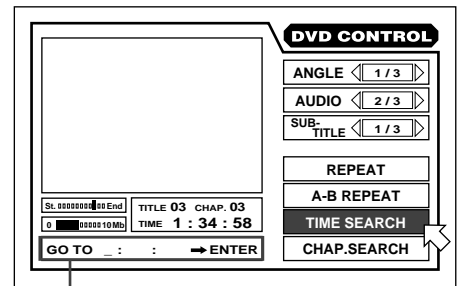 DVD CONTROL
ANGLE 1 / 3
AUDIO 2 / 3
SUB-TITLE 1 / 3
REPEAT
A-B REPEAT
TIME SEARCH
CHAP.SEARCH
St. End
0 10Mb
TITLE 03 CHAP. 03
TIME 1 : 34 : 58
GO TO _ : : ➡ ENTER